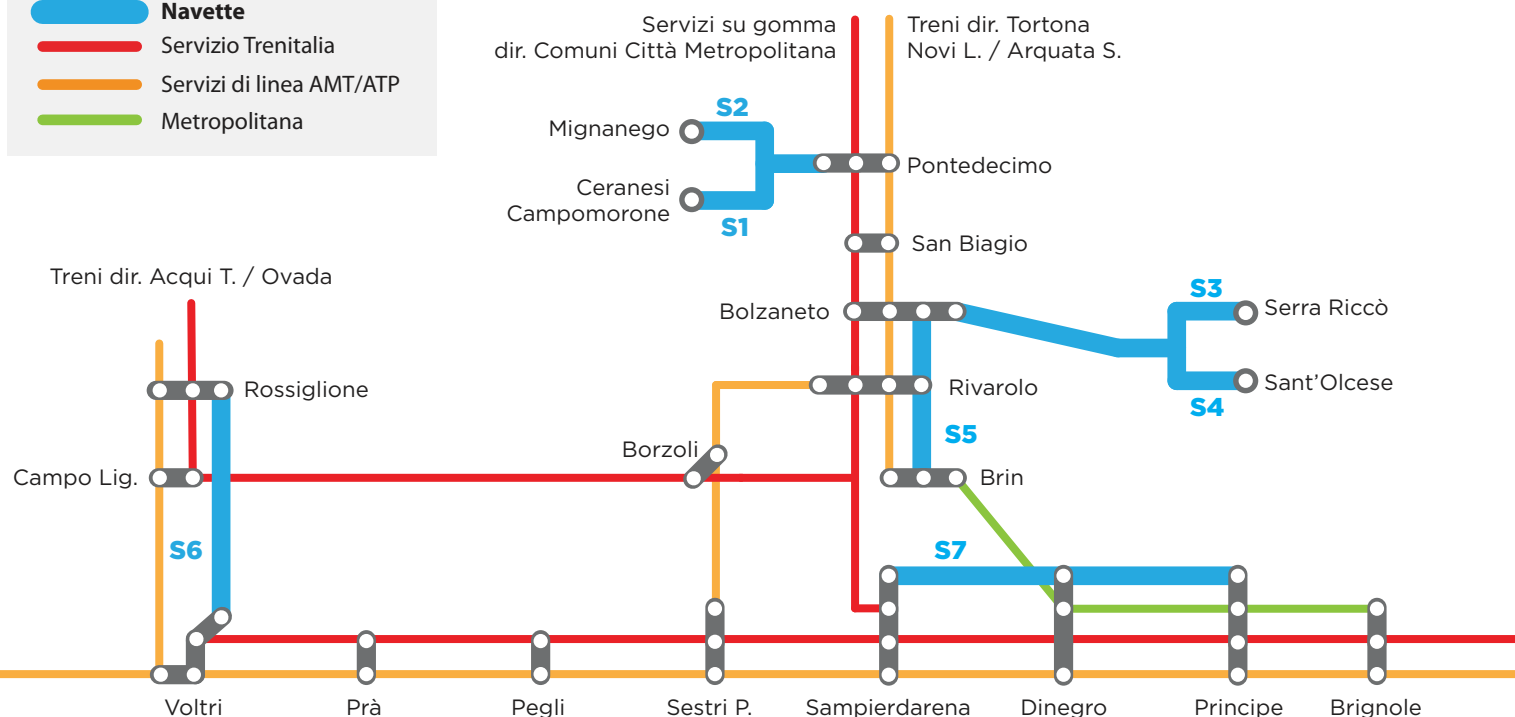 Navette
Servizio Trenitalia
Servizi di linea AMT/ATP
Metropolitana
Servizi su gomma
dir. Comuni Città Metropolitana
Treni dir. Tortona
Novi L. / Arquata S.
S2
Mignanego
Ceranesi
Campomorone
S1
Pontedecimo
San Biagio
Treni dir. Acqui T. / Ovada
Bolzaneto
S3
Serra Riccò
Sant'Olcese
S4
Rossiglione
Rivarolo
S5
Borzoli
Campo Lig.
Brin
S6
S7
Voltri
Prà
Pegli
Sestri P.
Sampierdarena
Dinegro
Principe
Brignole